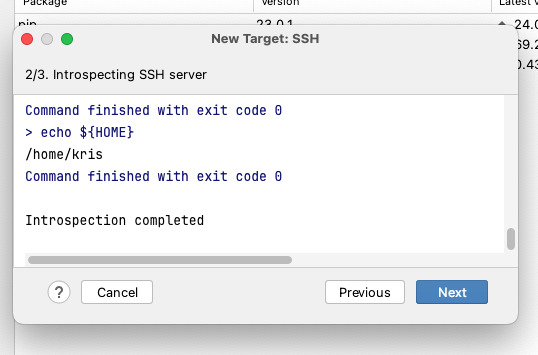 Package Version Latest v
pip 23.0.1 24.0
New Target: SSH
69.2
2/3. Introspecting SSH server
0.43
Command finished with exit code 0
> echo ${HOME}
/home/kris
Command finished with exit code 0
Introspection completed
? Cancel Previous Next